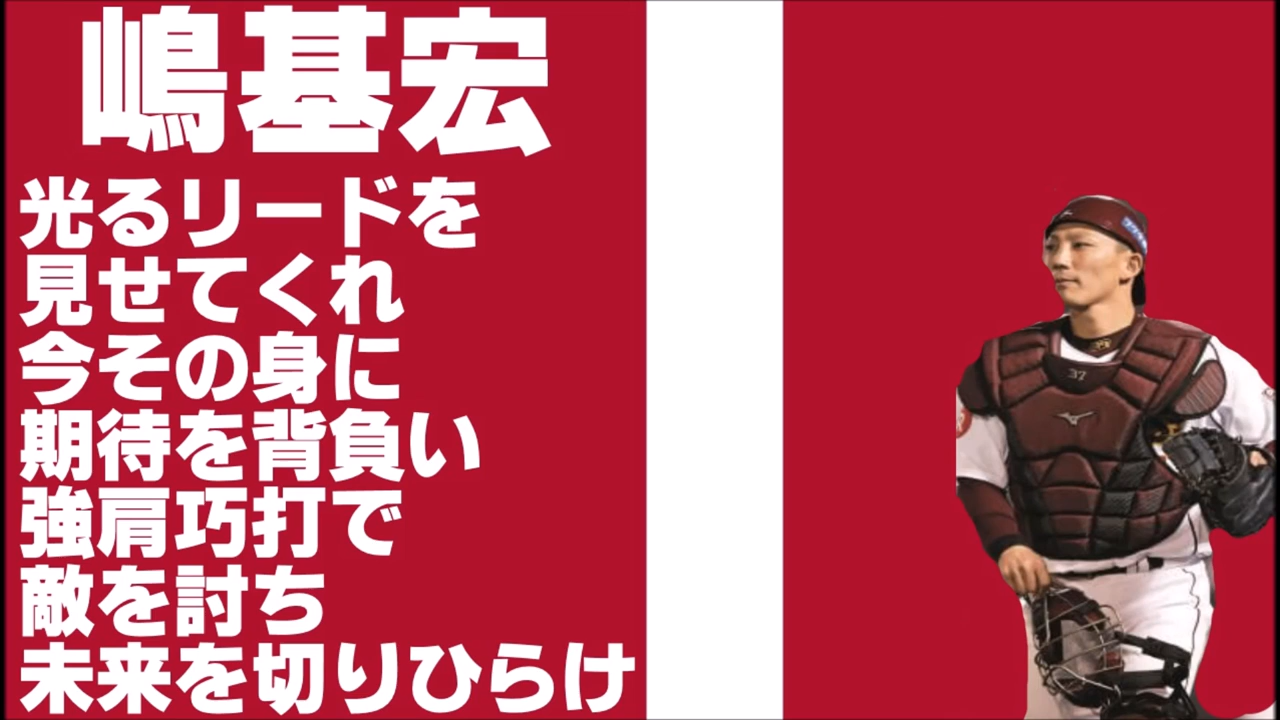 嶋基宏
光るリードを
見せてくれ
今その身に
期待を背負い
強肩巧打で
敵を討ち
未来を切りひらけ
37